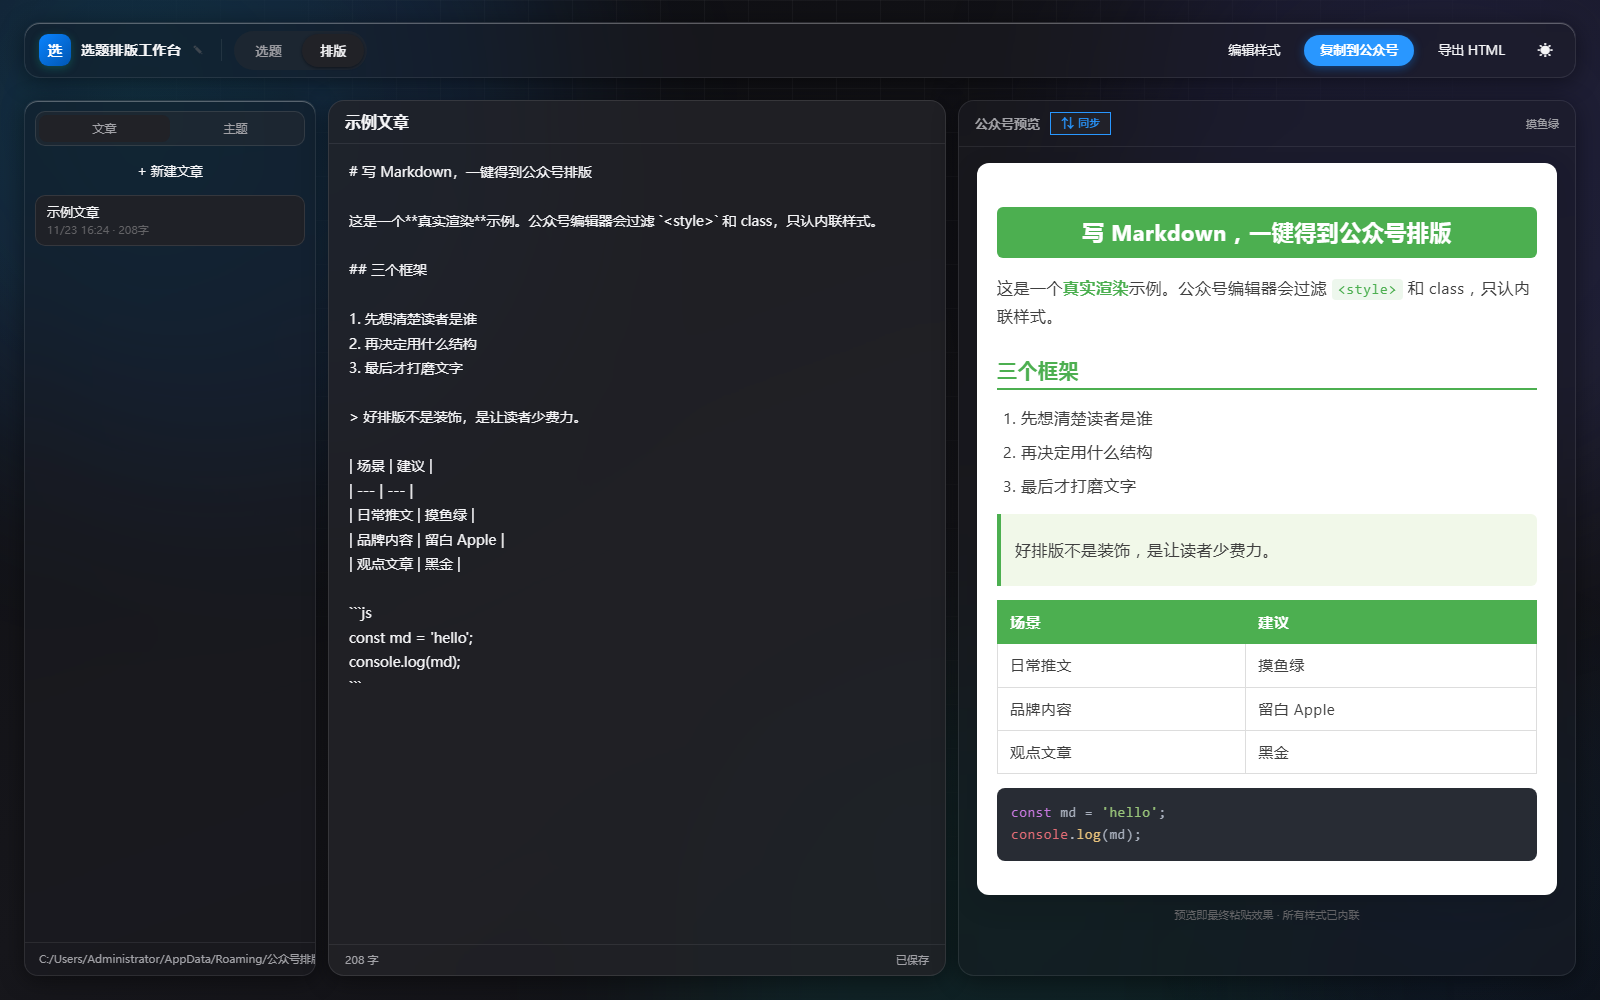 选 选题排版工作台 选题 排版 编辑样式 复制到公众号 导出 HTML
文章 主题
+ 新建文章
示例文章
11/23 16:24 · 208字
C:/Users/Administrator/AppData/Roaming/公众号排版
示例文章
# 写 Markdown，一键得到公众号排版
这是一个**真实渲染**示例。公众号编辑器会过滤 `<style>` 和 class，只认内联样式。
## 三个框架
1. 先想清楚读者是谁
2. 再决定用什么结构
3. 最后才打磨文字
> 好排版不是装饰，是让读者少费力。
| 场景 | 建议 |
| --- | --- |
| 日常推文 | 摸鱼绿 |
| 品牌内容 | 留白 Apple |
| 观点文章 | 黑金 |
```js
const md = 'hello';
console.log(md);
```
208 字 已保存
公众号预览 同步 摸鱼绿
写 Markdown，一键得到公众号排版
这是一个真实渲染示例。公众号编辑器会过滤 <style> 和 class，只认内
联样式。
三个框架
1. 先想清楚读者是谁
2. 再决定用什么结构
3. 最后才打磨文字
好排版不是装饰，是让读者少费力。
场景 建议
日常推文 摸鱼绿
品牌内容 留白 Apple
观点文章 黑金
const md = 'hello';
console.log(md);
预览即最终粘贴效果 · 所有样式已内联